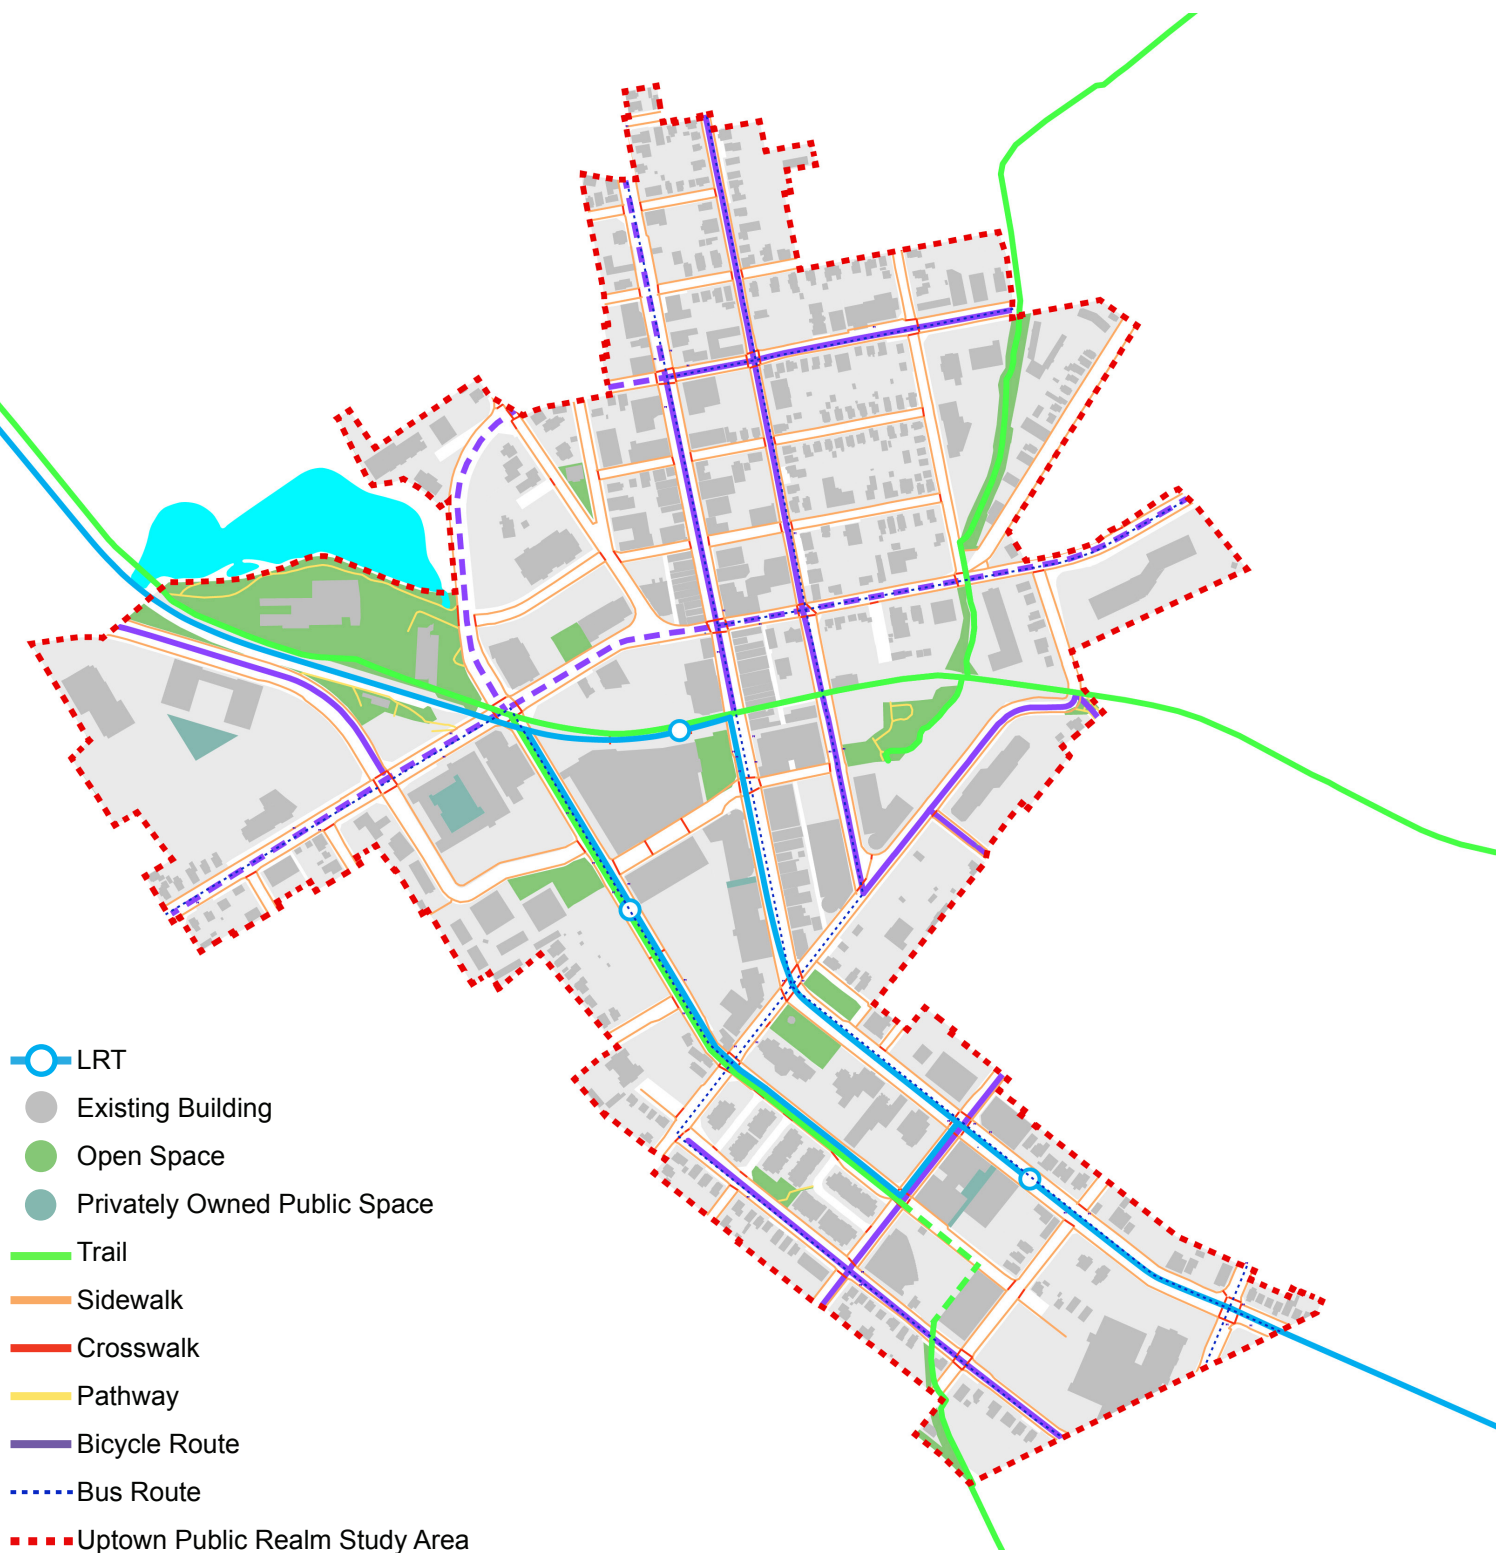 LRT
Existing Building
Open Space
Privately Owned Public Space
Trail
Sidewalk
Crosswalk
Pathway
Bicycle Route
Bus Route
Uptown Public Realm Study Area